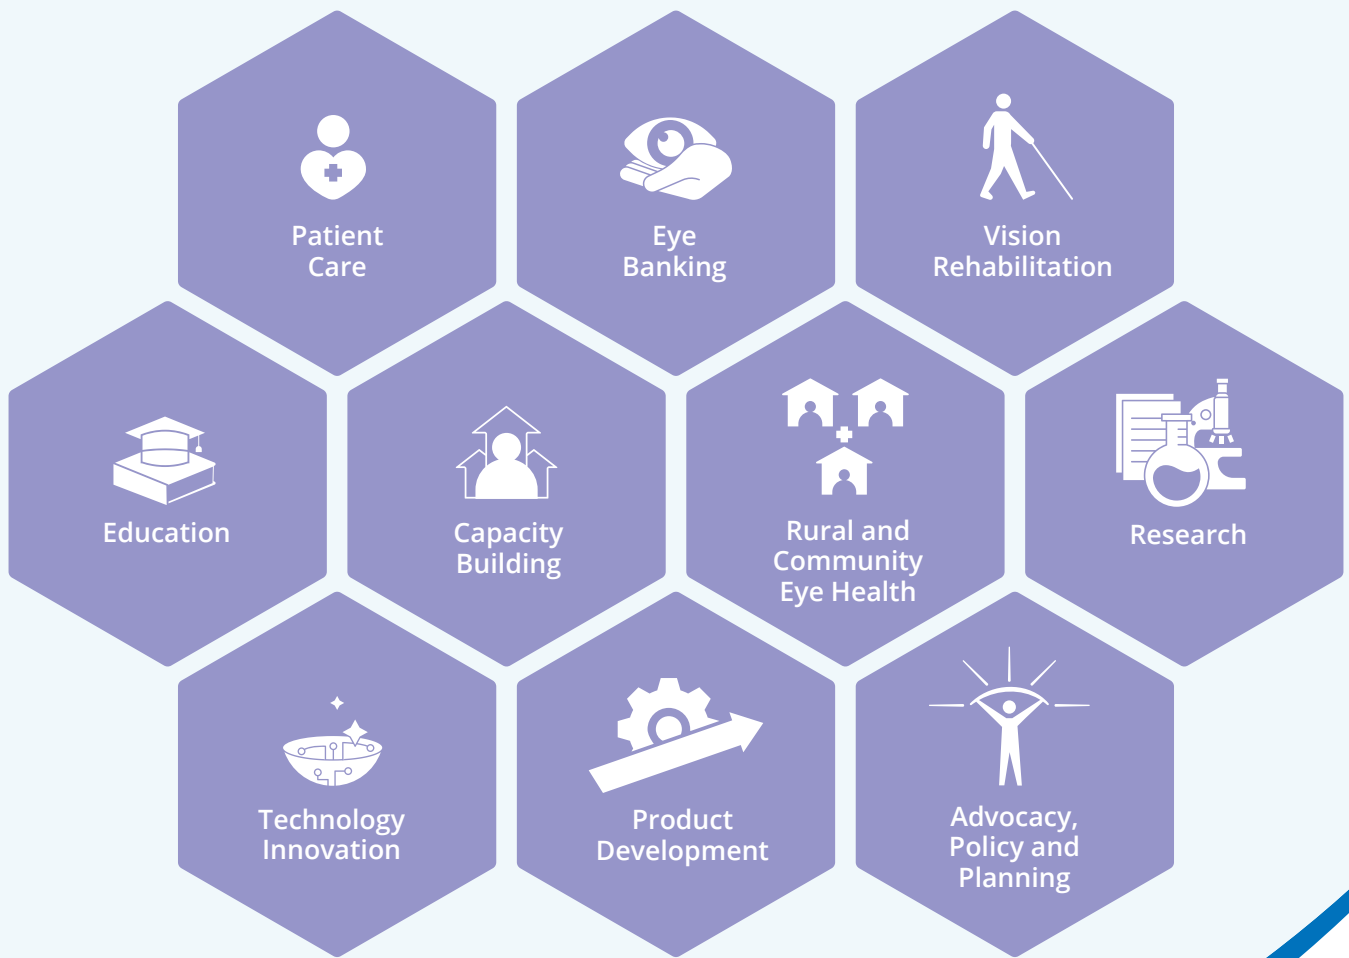 Patient
Care
Eye
Banking
Vision
Rehabilitation
Education
Capacity
Building
Rural and
Community
Eye Health
Research
Technology
Innovation
Product
Development
Advocacy,
Policy and
Planning